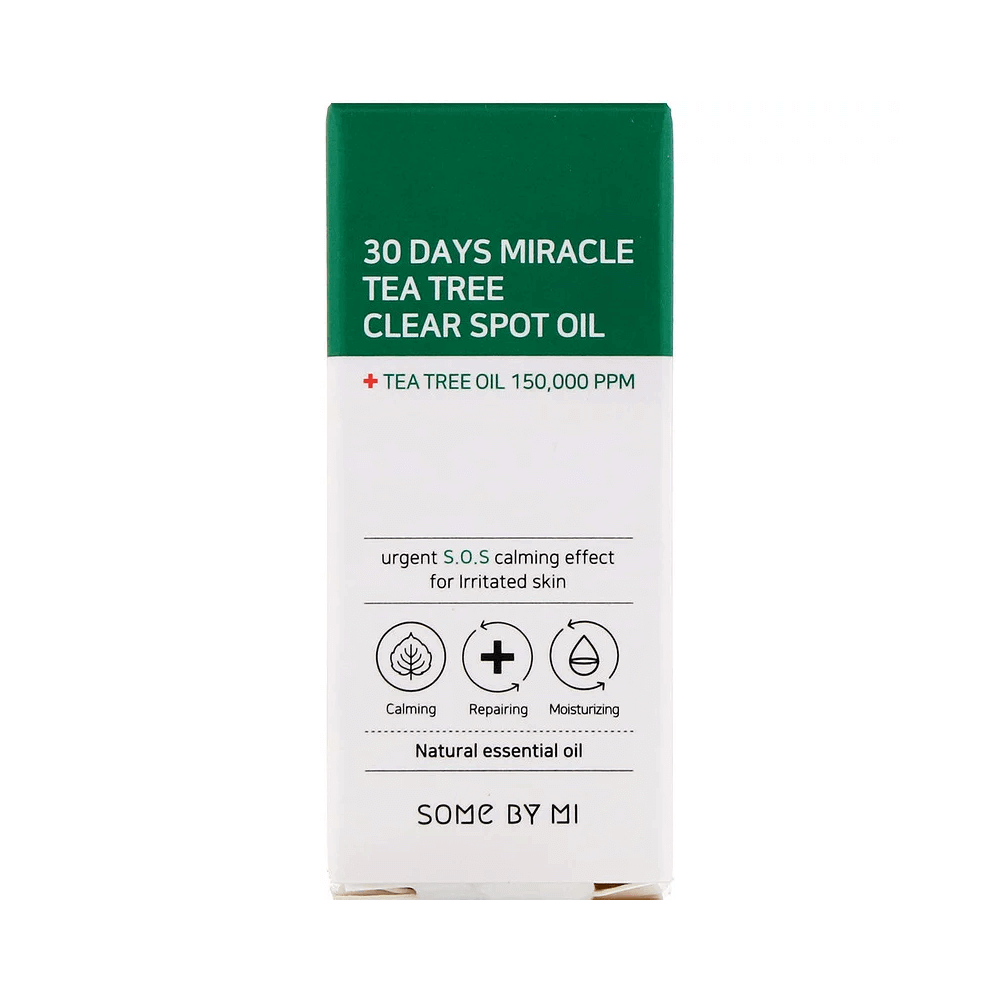 30 DAYS MIRACLE
TEA TREE
CLEAR SPOT OIL
+ TEA TREE OIL 150,000 PPM
urgent S.O.S calming effect
for Irritated skin
Calming Repairing Moisturizing
Natural essential oil
SOME BY MI